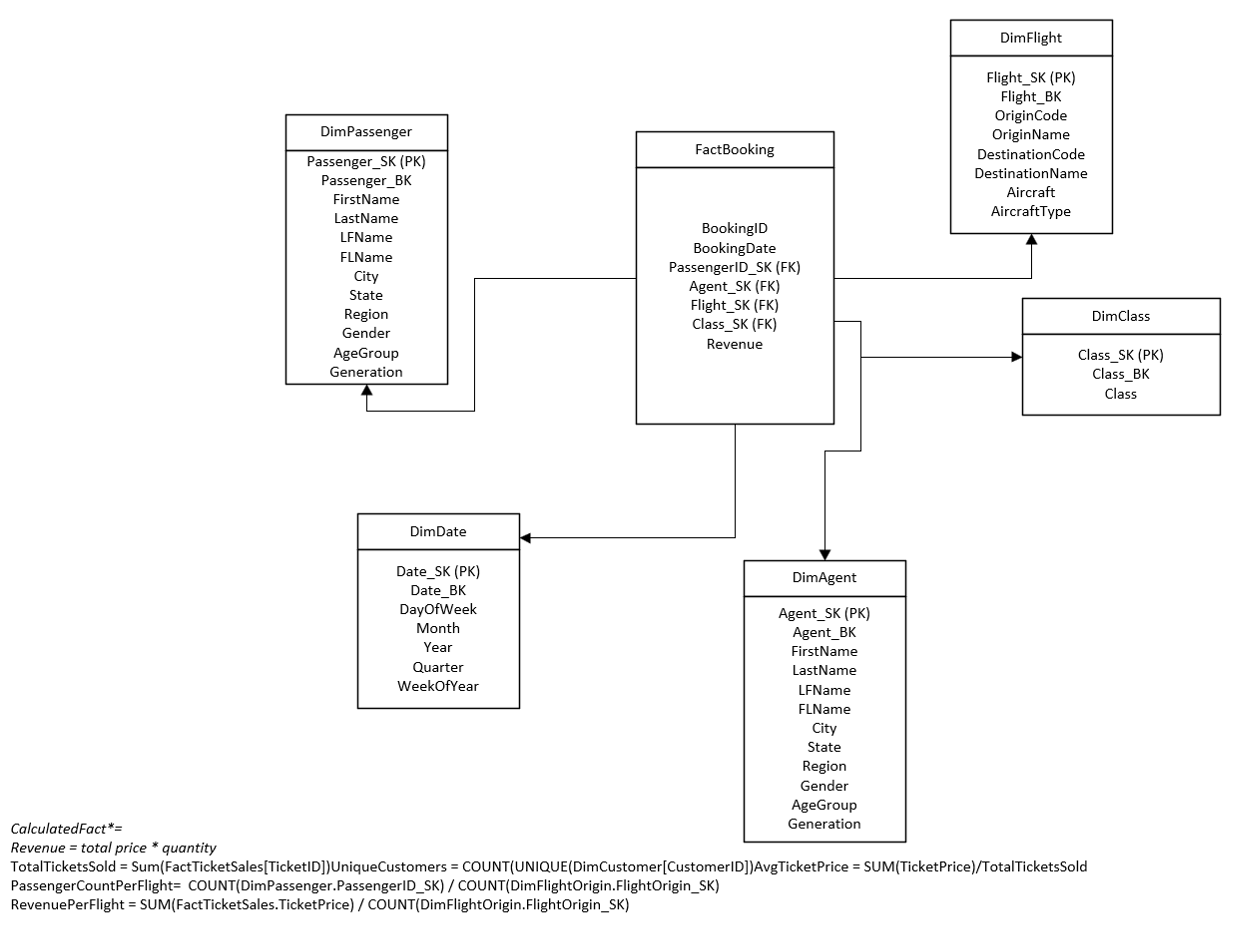 DimFlight
Flight_SK (PK)
Flight_BK
OriginCode
OriginName
DestinationCode
DestinationName
Aircraft
AircraftType
DimPassenger
Passenger_SK (PK)
Passenger_BK
FirstName
LastName
LFName
FLName
City
State
Region
Gender
AgeGroup
Generation
FactBooking
BookingID
BookingDate
PassengerID_SK (FK)
Agent_SK (FK)
Flight_SK (FK)
Class_SK (FK)
Revenue
DimClass
Class_SK (PK)
Class_BK
Class
DimDate
Date_SK (PK)
Date_BK
DayOfWeek
Month
Year
Quarter
WeekOfYear
DimAgent
Agent_SK (PK)
Agent_BK
FirstName
LastName
LFName
FLName
City
State
Region
Gender
AgeGroup
Generation
CalculatedFact*=
Revenue = total price * quantity
TotalTicketsSold = Sum(FactTicketSales[TicketID])UniqueCustomers = COUNT(UNIQUE(DimCustomer[CustomerID])AvgTicketPrice = SUM(TicketPrice)/TotalTicketsSold
PassengerCountPerFlight= COUNT(DimPassenger.PassengerID_SK) / COUNT(DimFlightOrigin.FlightOrigin_SK)
RevenuePerFlight = SUM(FactTicketSales.TicketPrice) / COUNT(DimFlightOrigin.FlightOrigin_SK)